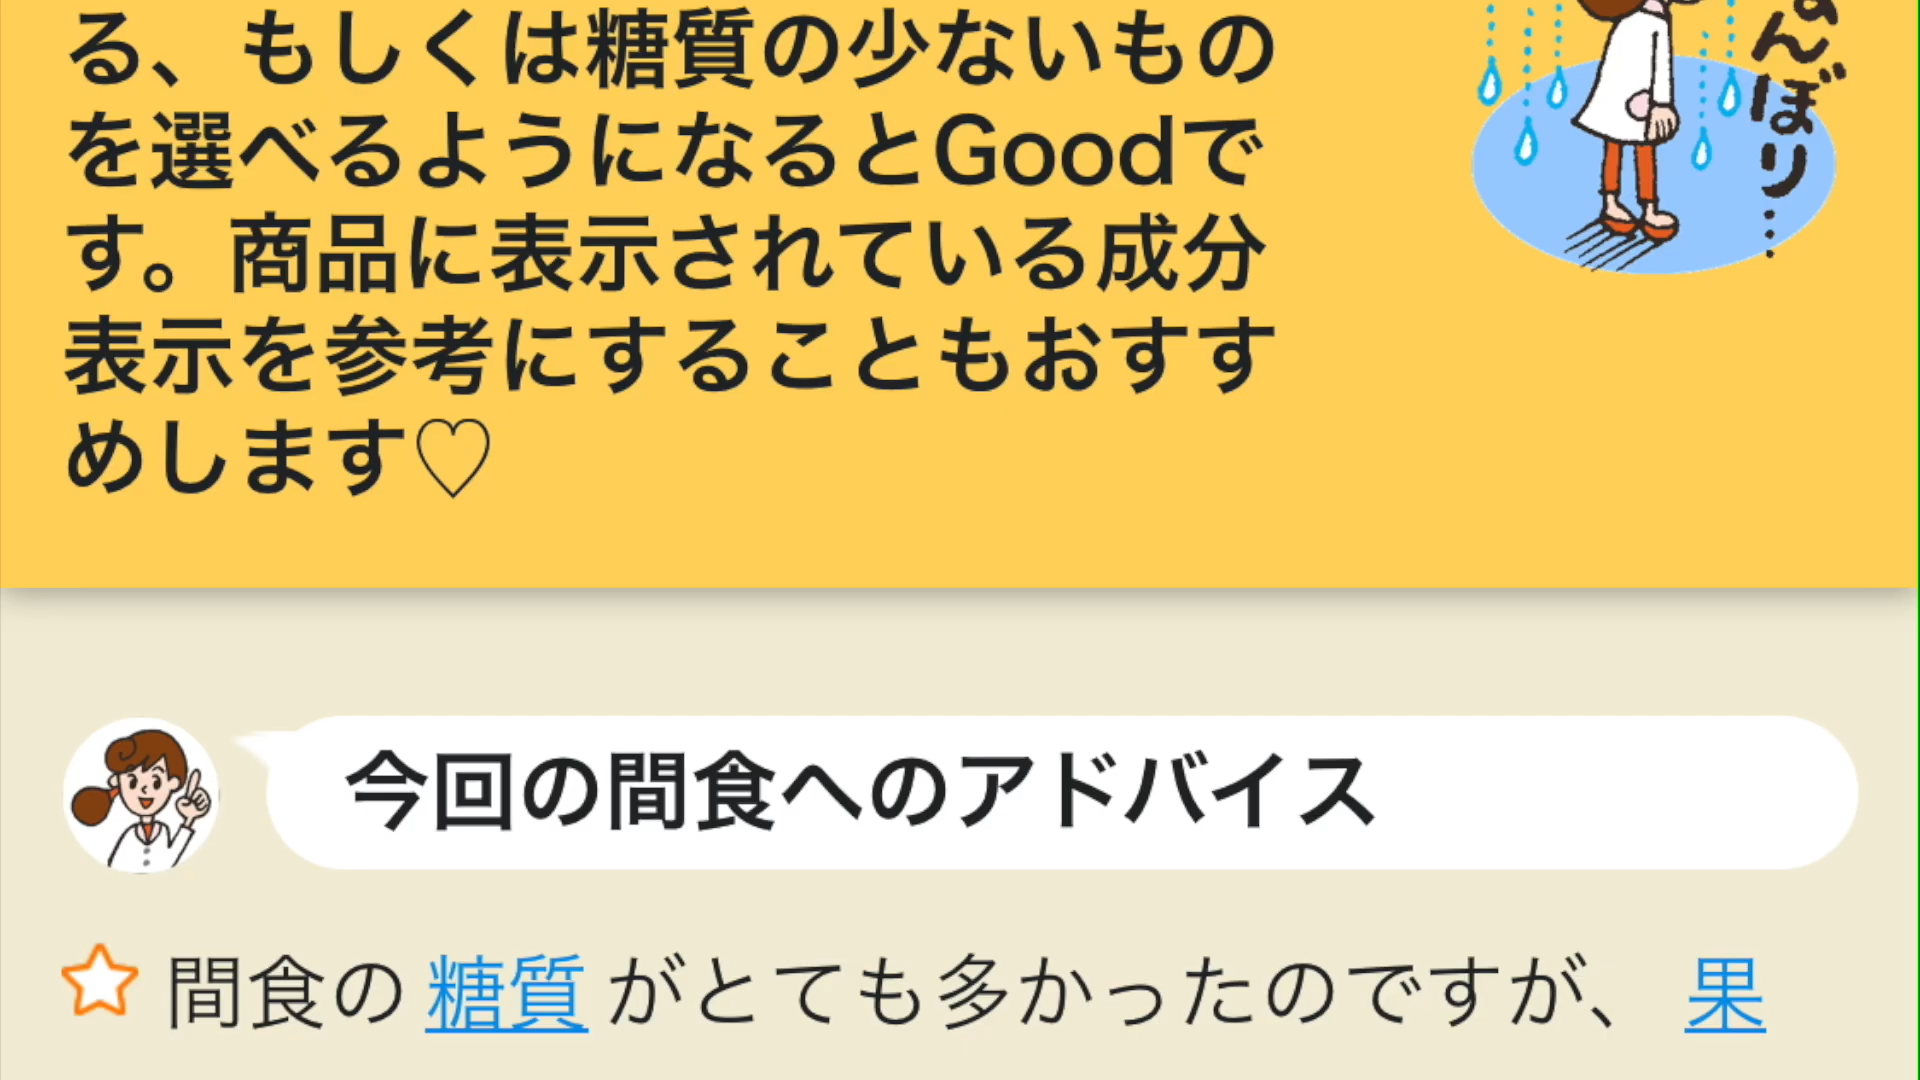 る、もしくは糖質の少ないもの
を選べるようになるとGoodで
す。商品に表示されている成分
表示を参考にすることもおすす
めします♡
んぼり…
今回の間食へのアドバイス
間食の 糖質 がとても多かったのですが、 果